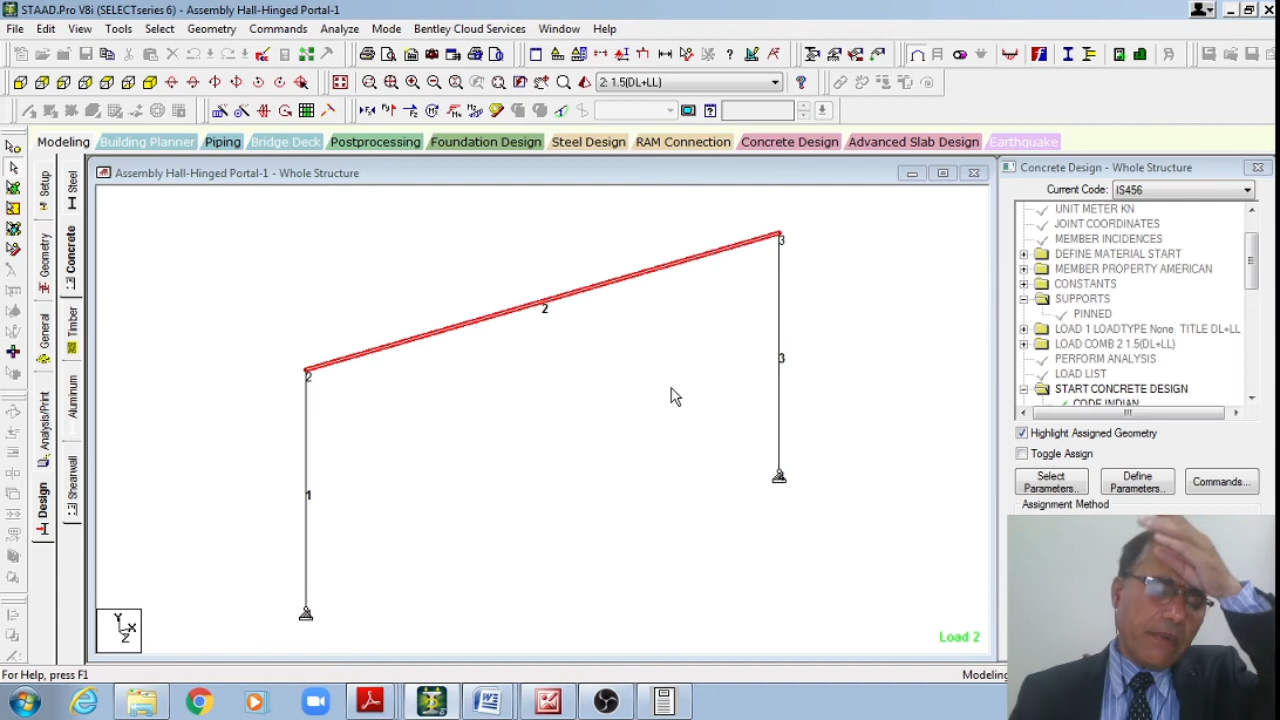 STAAD.Pro V8i (SELECTseries 6) - Assembly Hall-Hinged Portal-1
File Edit View Tools Select Geometry Commands Analyze Mode Bentley Cloud Services Window Help
2: 1.5(DL+LL)
Modeling Building Planner Piping Bridge Deck Postprocessing Foundation Design Steel Design RAM Connection Concrete Design Advanced Slab Design Earthquake
Setup
Geometry
General
Analysis/Print
Design
Steel
Concrete
Timber
Aluminum
Shearwall
Assembly Hall-Hinged Portal-1 - Whole Structure
3
2
2
3
1
Y
X
Z
Load 2
Concrete Design - Whole Structure
Current Code: IS456
UNIT METER KN
JOINT COORDINATES
MEMBER INCIDENCES
DEFINE MATERIAL START
MEMBER PROPERTY AMERICAN
CONSTANTS
SUPPORTS
PINNED
LOAD 1 LOADTYPE None TITLE DL+LL
LOAD COMB 2 1.5(DL+LL)
PERFORM ANALYSIS
LOAD LIST
START CONCRETE DESIGN
CODE INDIAN
Highlight Assigned Geometry
Toggle Assign
Select Parameters..
Define Parameters..
Commands...
Assignment Method
For Help, press F1
Modeling